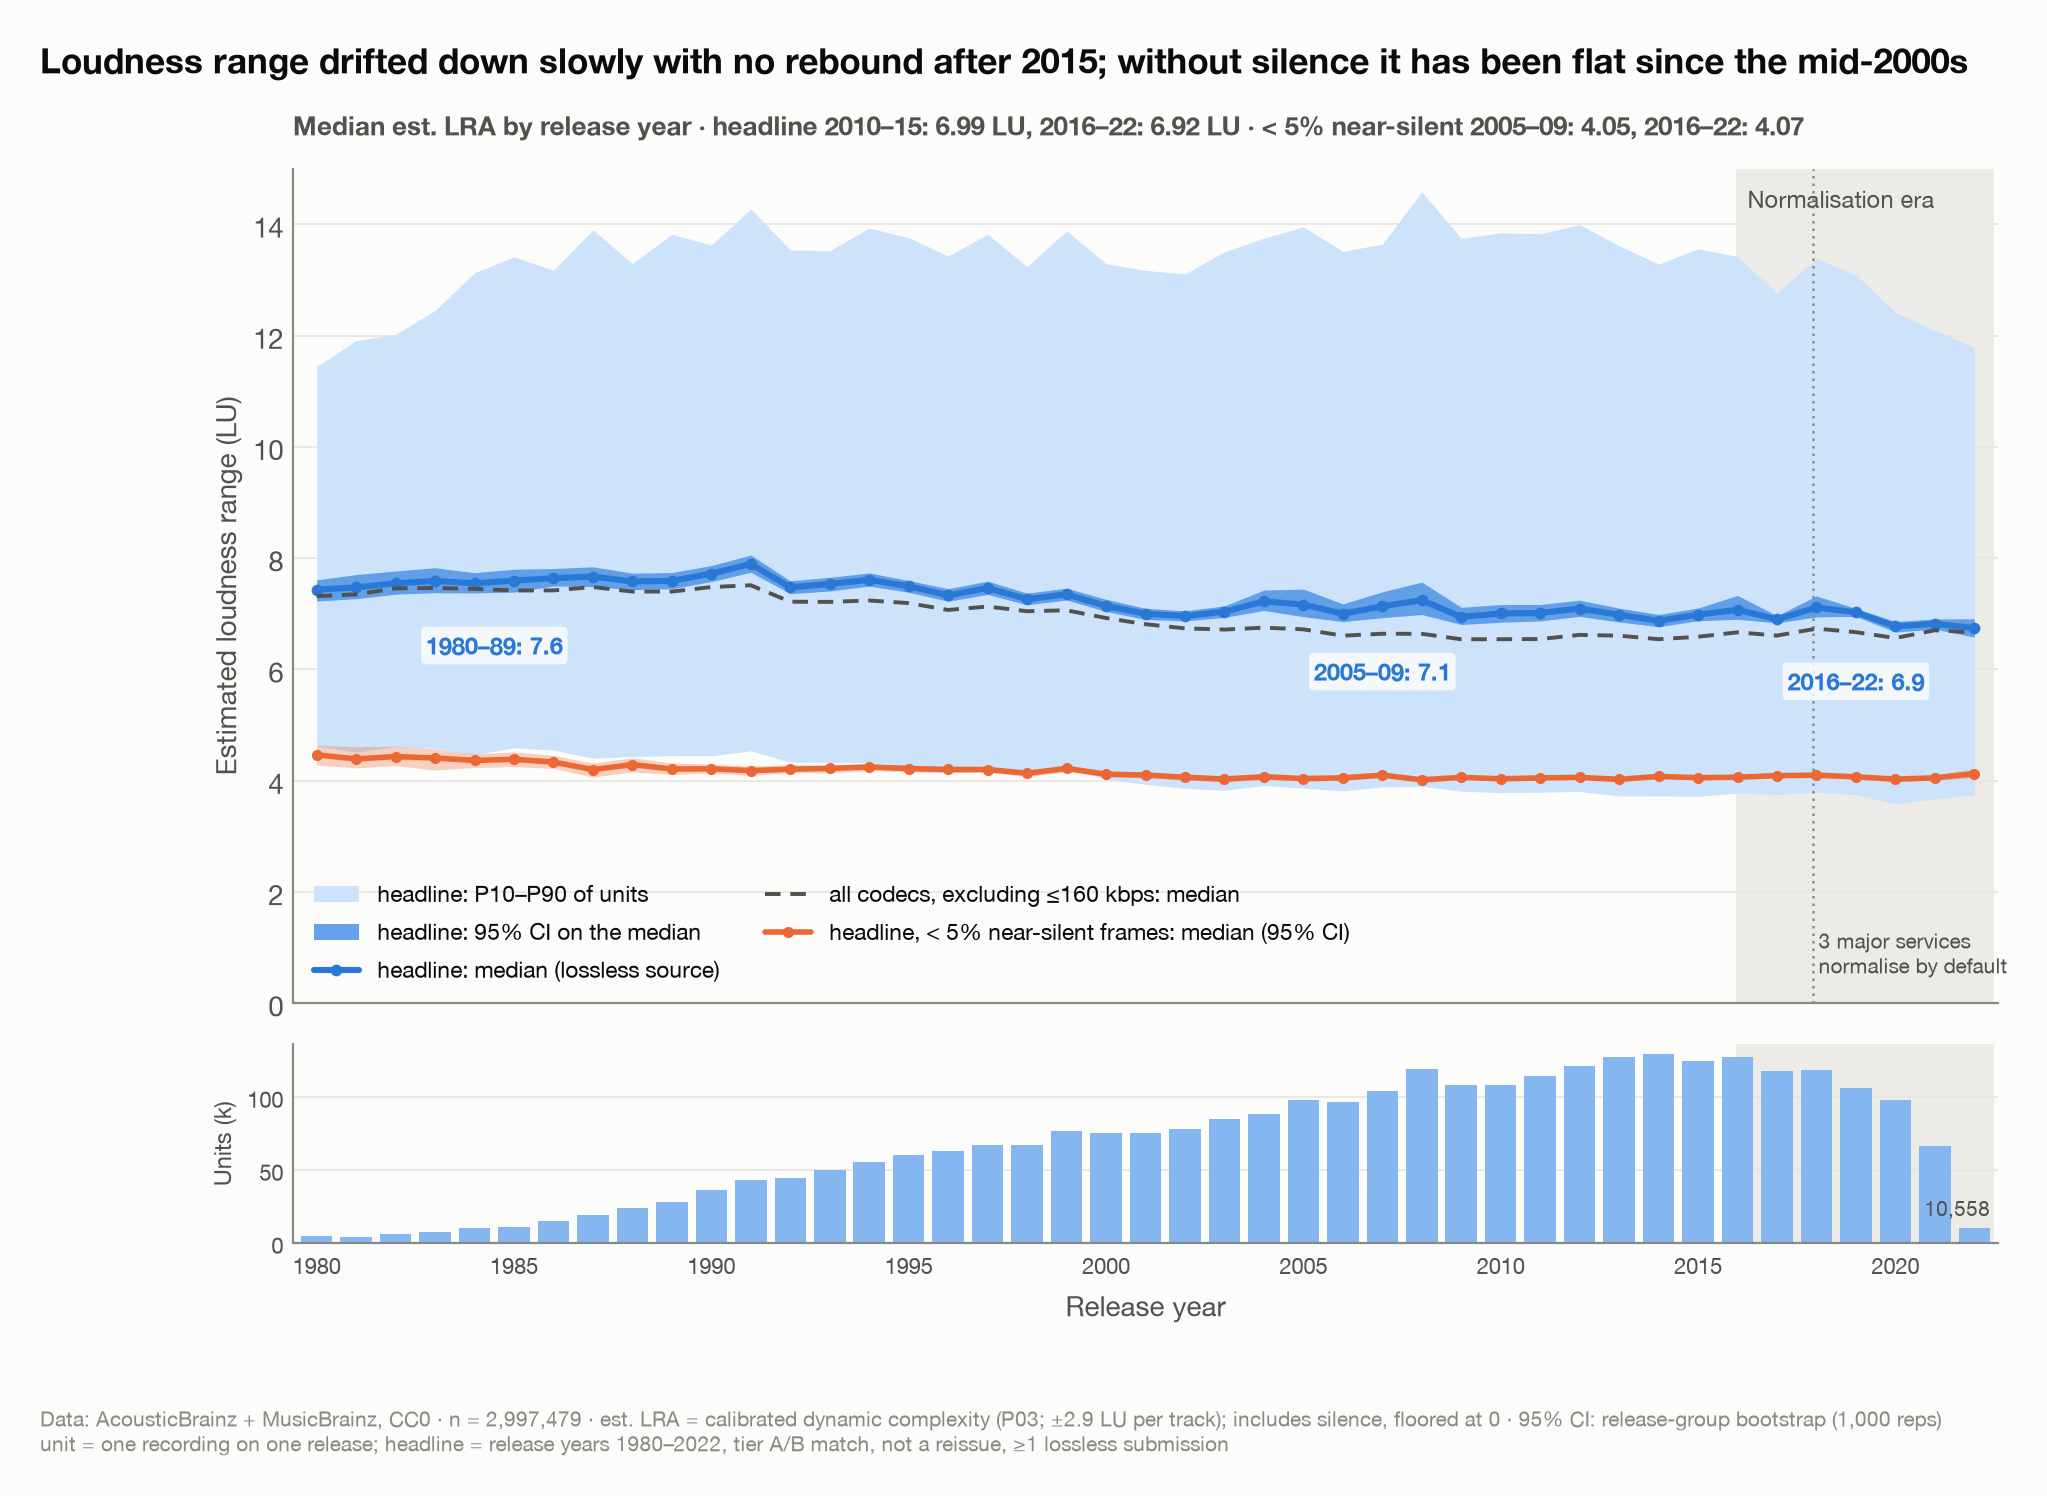 Loudness range drifted down slowly with no rebound after 2015; without silence it has been flat since the mid-2000s
Median est. LRA by release year · headline 2010–15: 6.99 LU, 2016–22: 6.92 LU · < 5% near-silent 2005–09: 4.05, 2016–22: 4.07
Estimated loudness range (LU)
14
12
10
8
6
4
2
0
Normalisation era
1980–89: 7.6
2005–09: 7.1
2016–22: 6.9
headline: P10–P90 of units
headline: 95% CI on the median
headline: median (lossless source)
all codecs, excluding ≤160 kbps: median
headline, < 5% near-silent frames: median (95% CI)
3 major services
normalise by default
Units (k)
100
50
0
10,558
1980 1985 1990 1995 2000 2005 2010 2015 2020
Release year
Data: AcousticBrainz + MusicBrainz, CC0 · n = 2,997,479 · est. LRA = calibrated dynamic complexity (P03; ±2.9 LU per track); includes silence, floored at 0 · 95% CI: release-group bootstrap (1,000 reps)
unit = one recording on one release; headline = release years 1980–2022, tier A/B match, not a reissue, ≥1 lossless submission